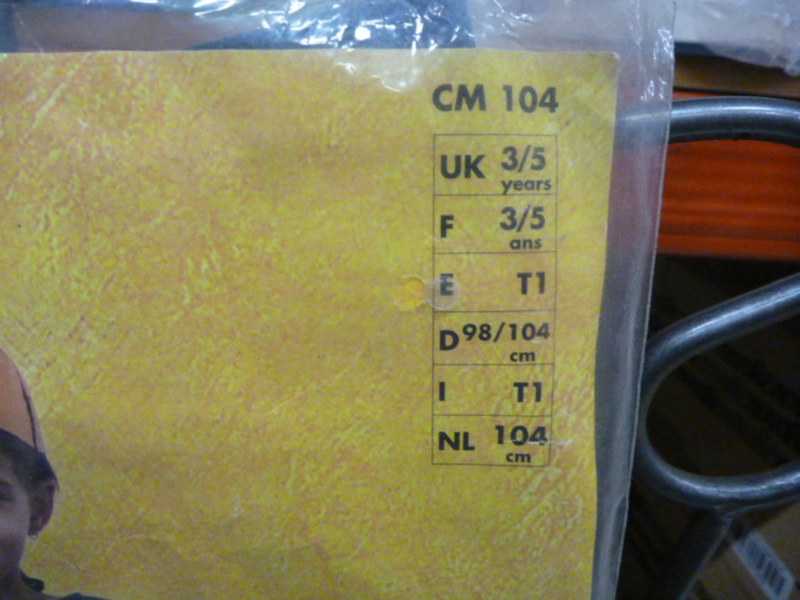 CM 104
UK 3/5
years
F 3/5
ans
E T1
D 98/104
cm
I T1
NL 104
cm